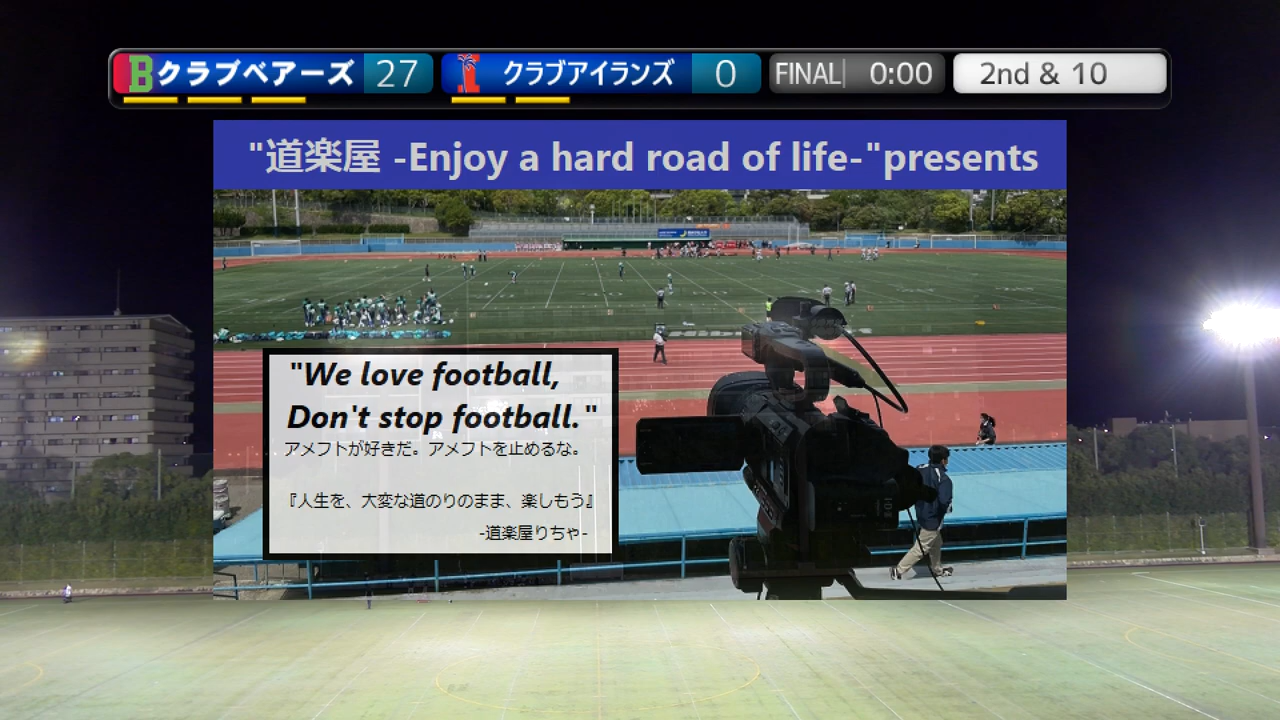 B クラブベアーズ 27 I クラブアイランズ 0 FINAL 0:00 2nd & 10
"道楽屋 -Enjoy a hard road of life-"presents
"We love football,
Don't stop football."
アメフトが好きだ。アメフトを止めるな。
『人生を、大変な道のりのまま、楽しもう』
-道楽屋りちゃ-